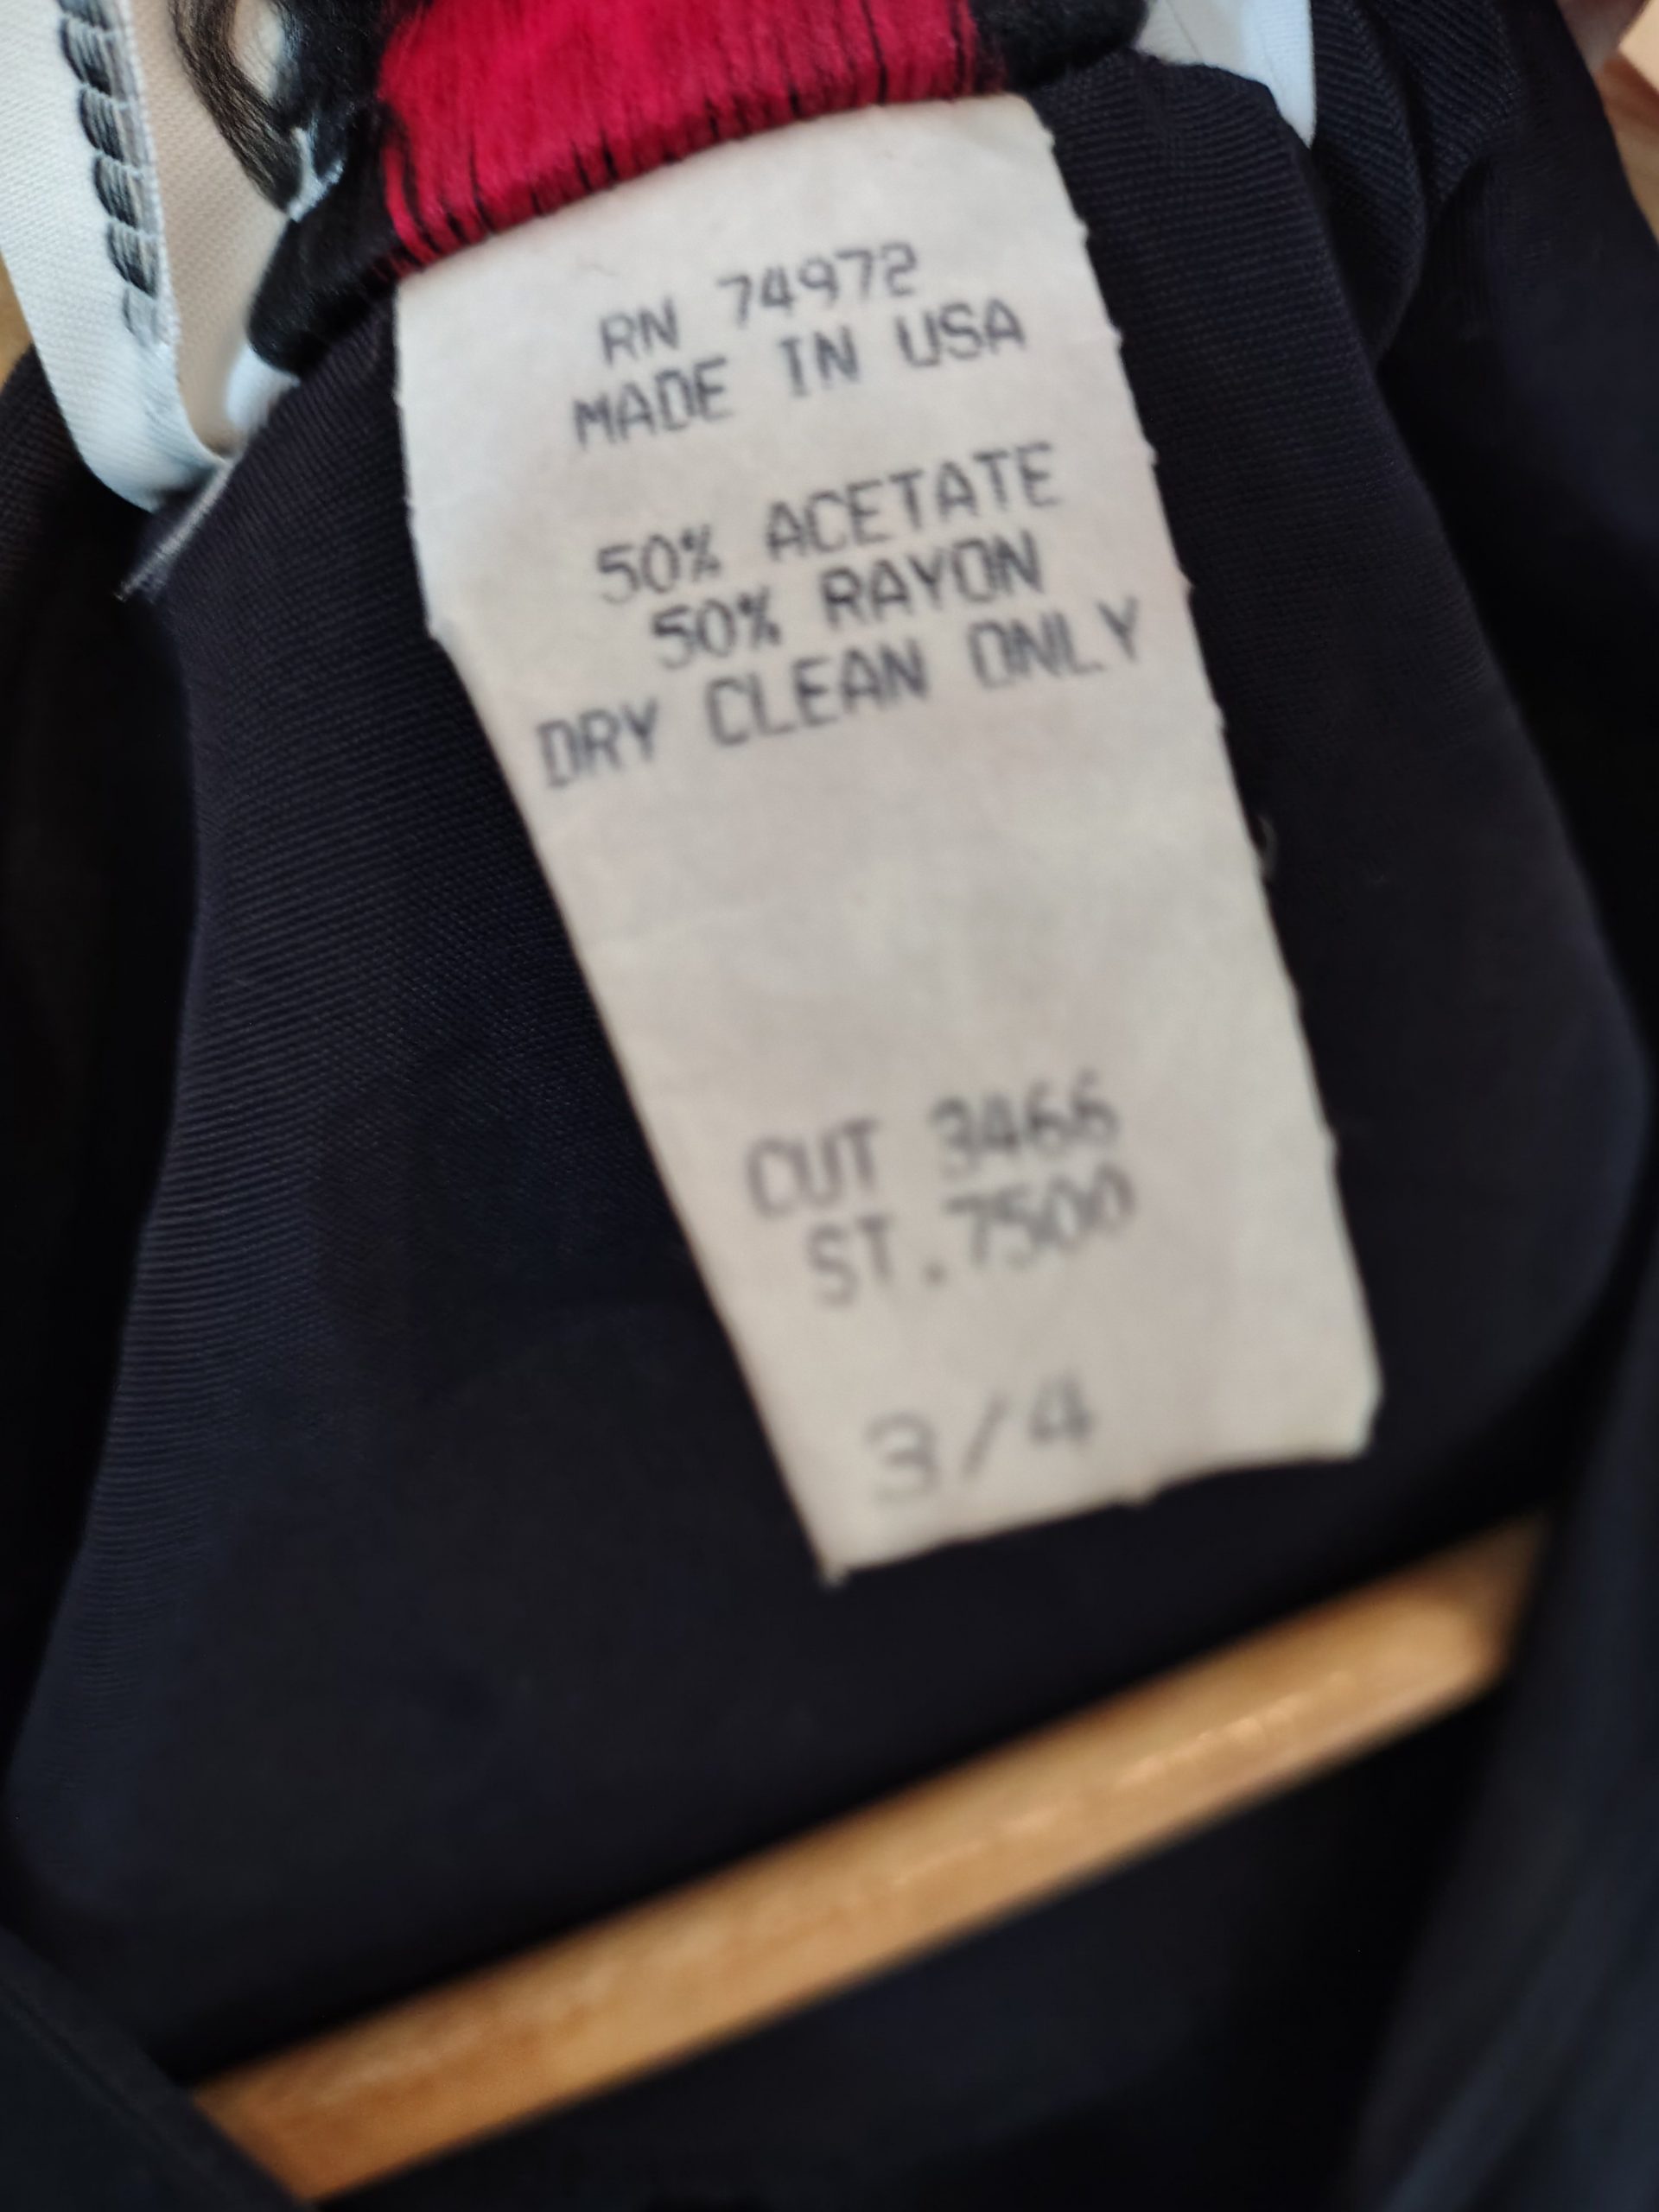 RN 74972
MADE IN USA
50% ACETATE
50% RAYON
DRY CLEAN ONLY
CUT 3466
ST.7500
3/4